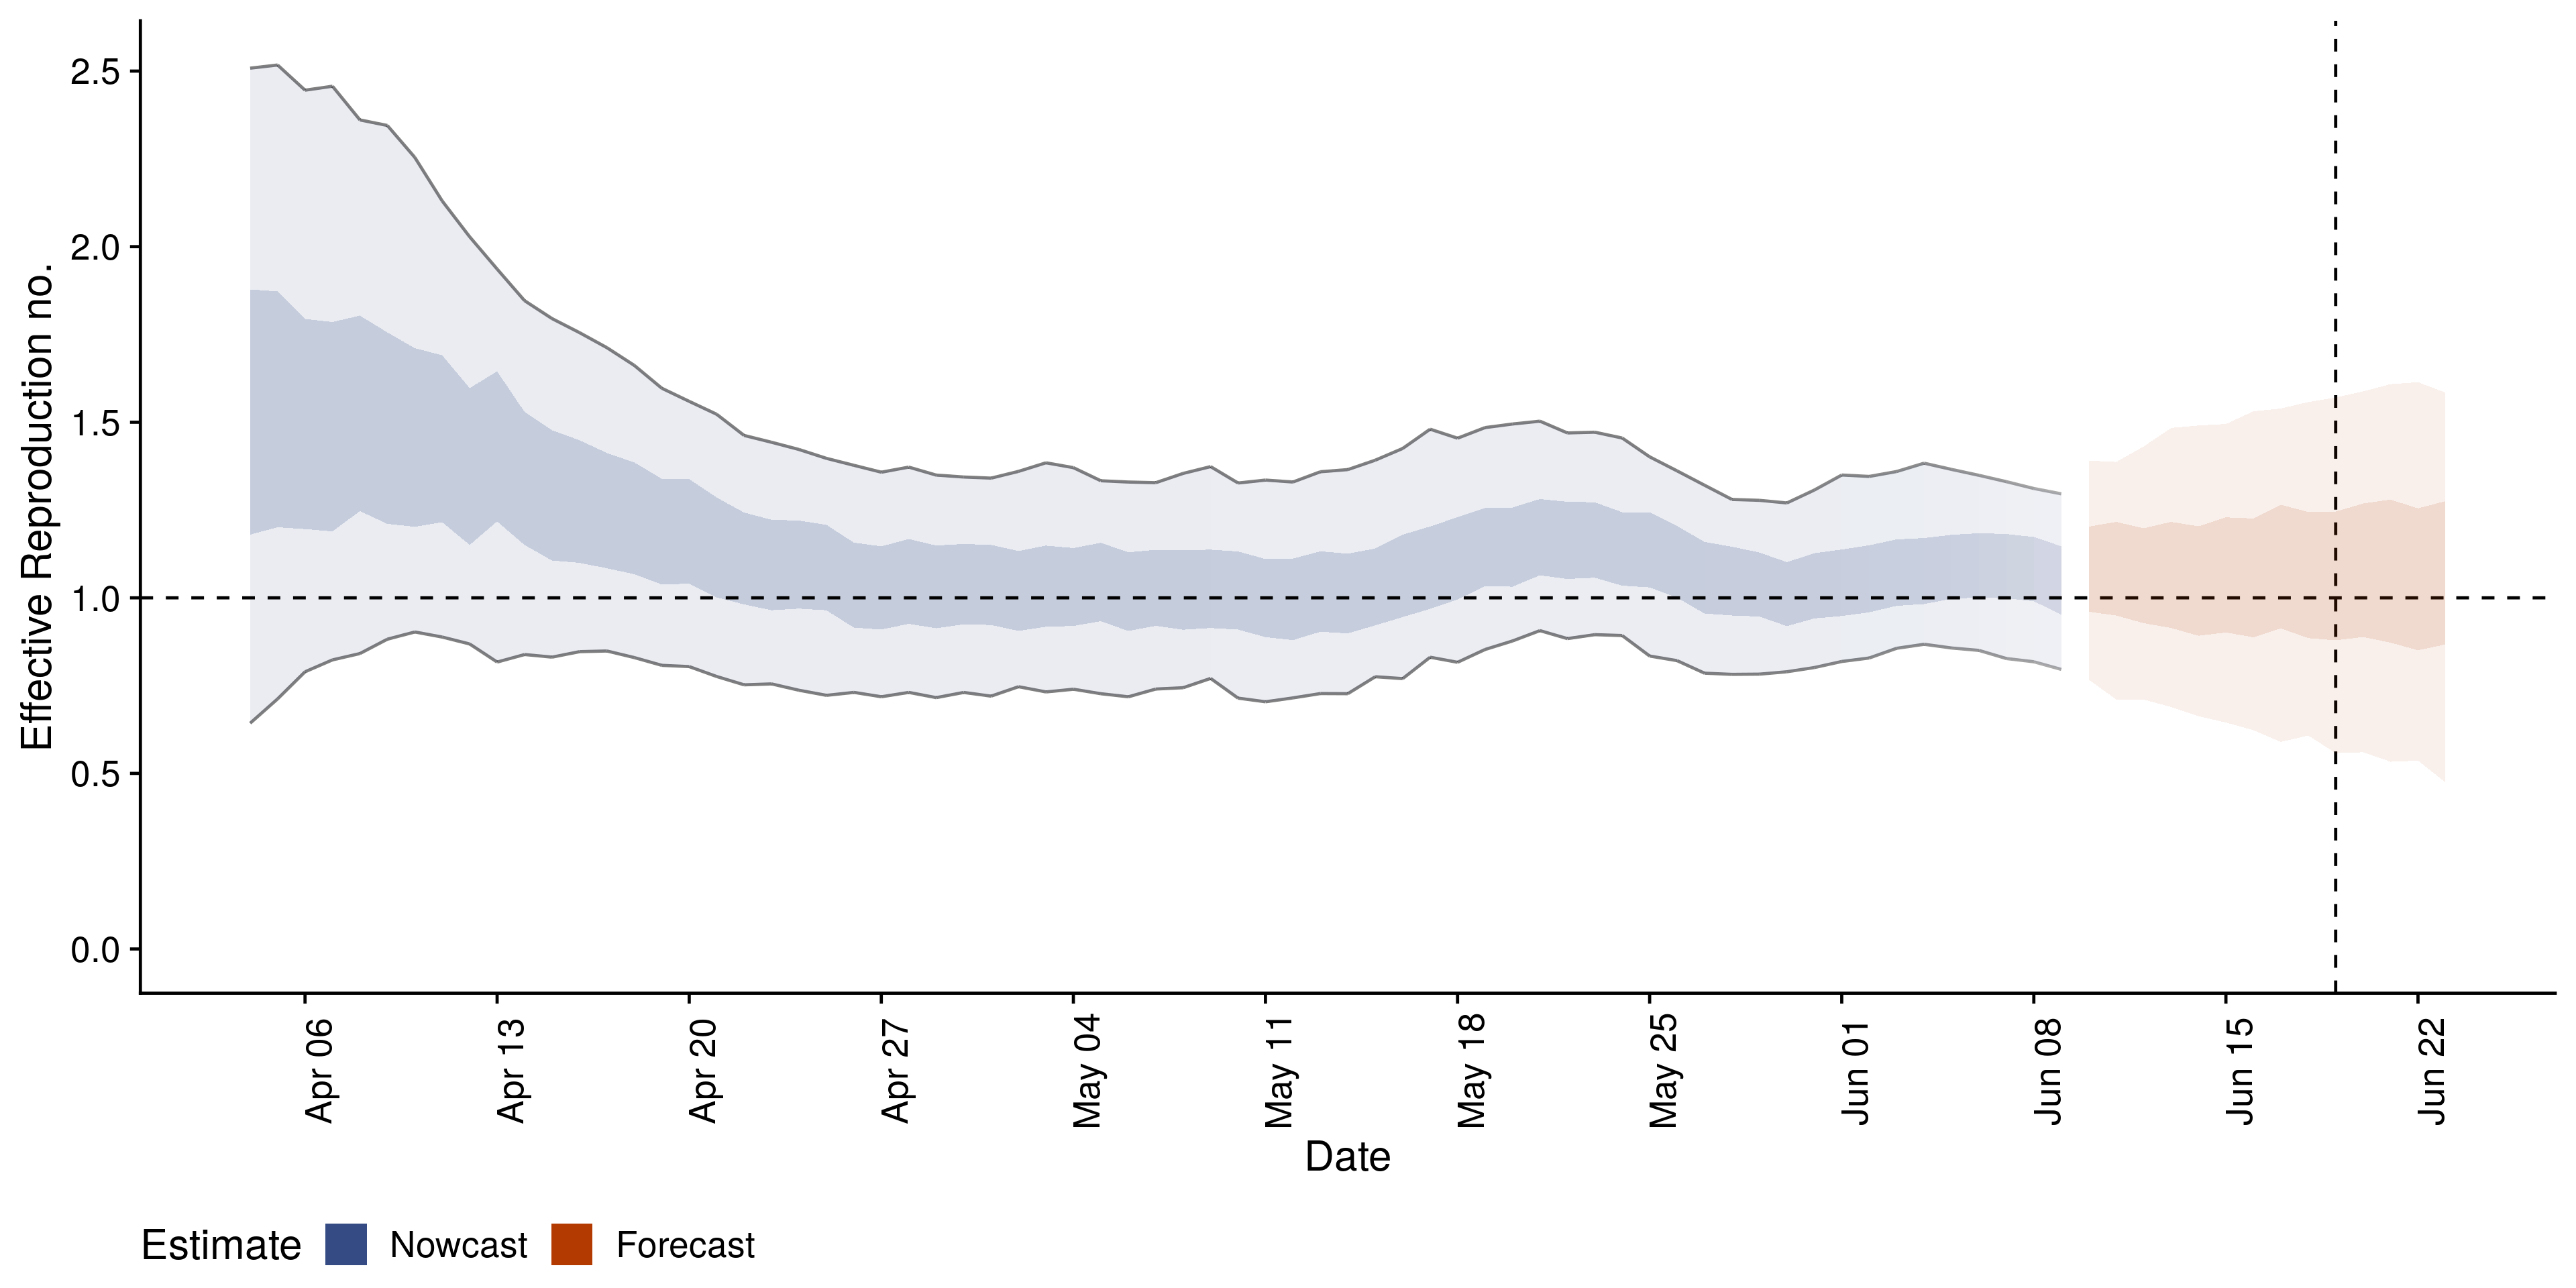 Effective Reproduction no.
2.5
2.0
1.5
1.0
0.5
0.0
Apr 06
Apr 13
Apr 20
Apr 27
May 04
May 11
May 18
May 25
Jun 01
Jun 08
Jun 15
Jun 22
Date
Estimate Nowcast Forecast